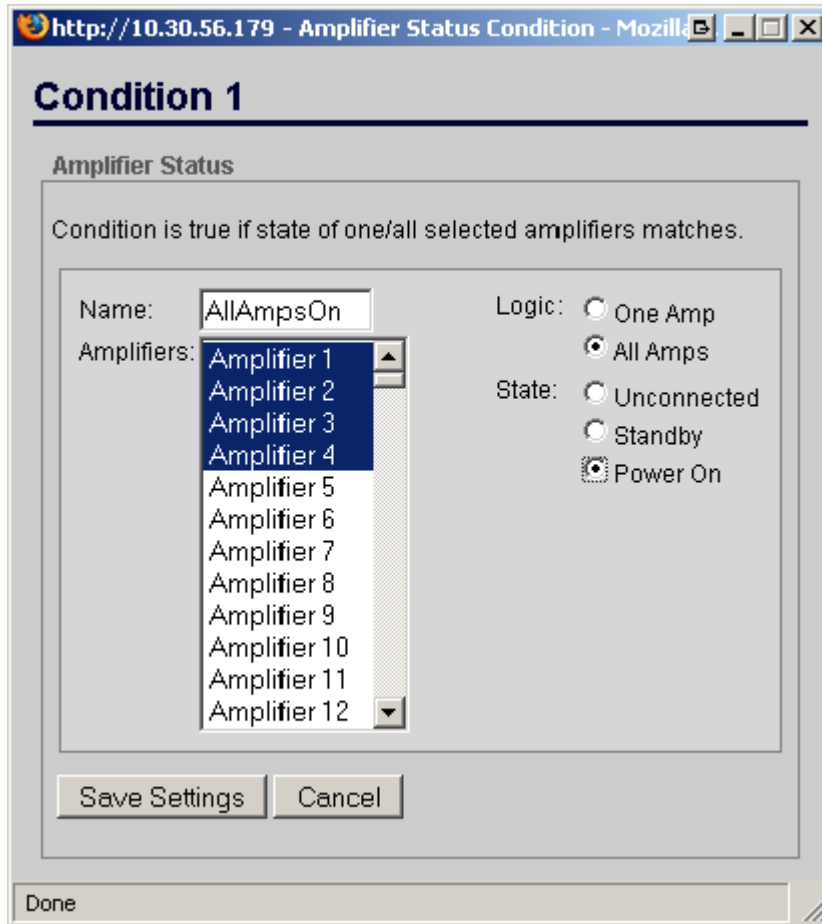 http://10.30.56.179 - Amplifier Status Condition - Mozilla
Condition 1
Amplifier Status
Condition is true if state of one/all selected amplifiers matches.
Name: AllAmpsOn
Amplifiers:
Amplifier 1
Amplifier 2
Amplifier 3
Amplifier 4
Amplifier 5
Amplifier 6
Amplifier 7
Amplifier 8
Amplifier 9
Amplifier 10
Amplifier 11
Amplifier 12
Logic: One Amp
All Amps
State: Unconnected
Standby
Power On
Save Settings Cancel
Done